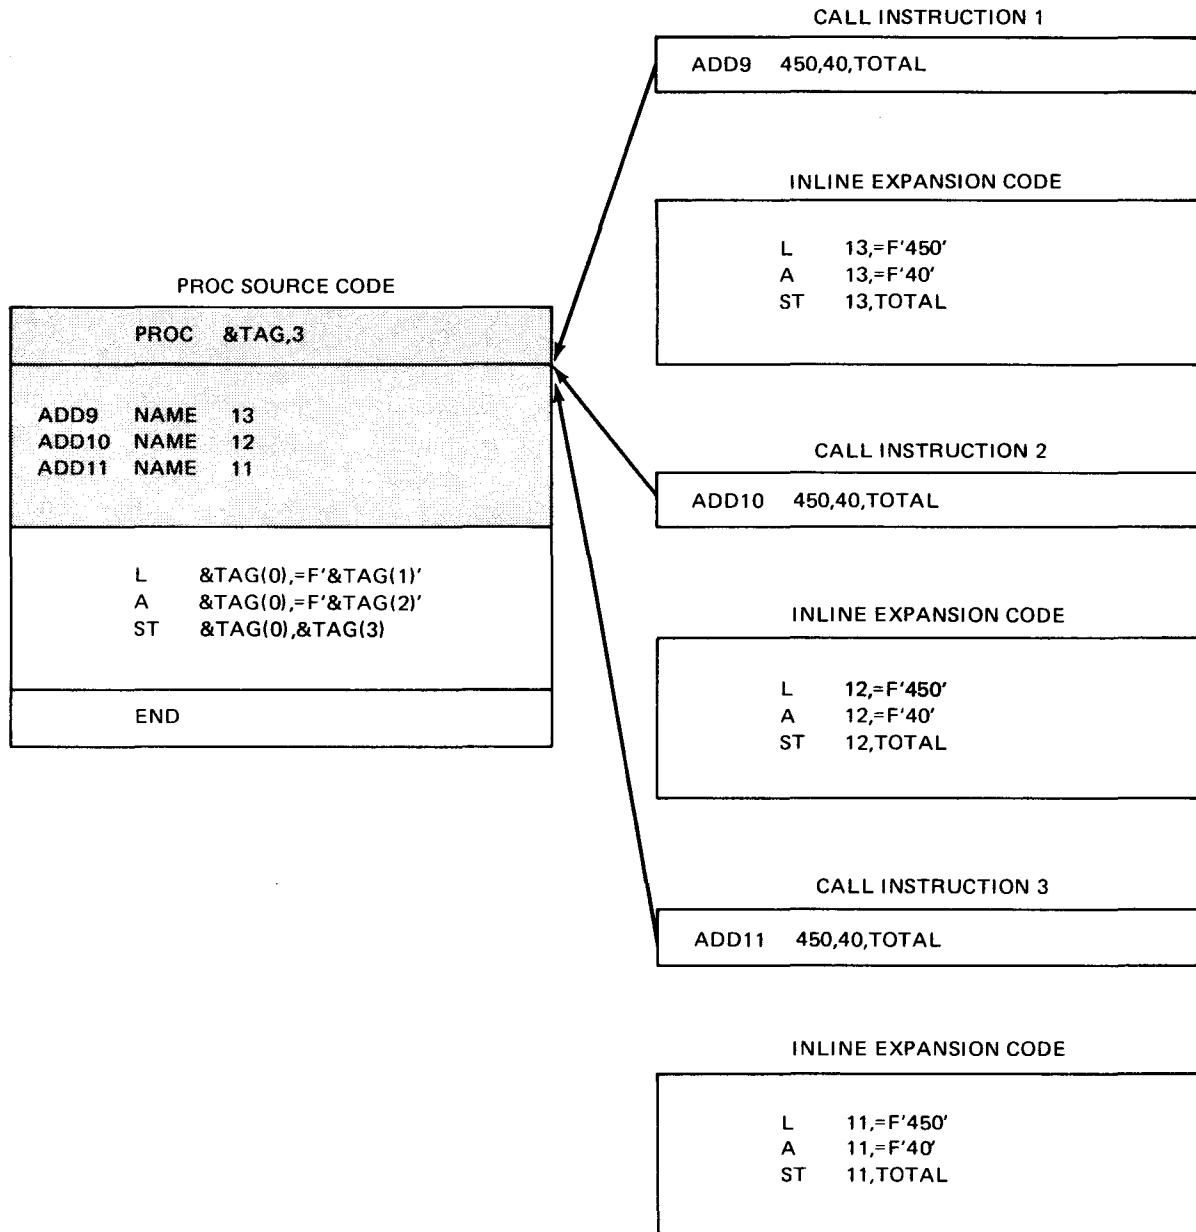 PROC SOURCE CODE
PROC &TAG,3
ADD9 NAME 13
ADD10 NAME 12
ADD11 NAME 11
L &TAG(0),=F'&TAG(1)'
A &TAG(0),=F'&TAG(2)'
ST &TAG(0),&TAG(3)
END
CALL INSTRUCTION 1
ADD9 450,40,TOTAL
INLINE EXPANSION CODE
L 13,=F'450'
A 13,=F'40'
ST 13,TOTAL
CALL INSTRUCTION 2
ADD10 450,40,TOTAL
INLINE EXPANSION CODE
L 12,=F'450'
A 12,=F'40'
ST 12,TOTAL
CALL INSTRUCTION 3
ADD11 450,40,TOTAL
INLINE EXPANSION CODE
L 11,=F'450'
A 11,=F'40'
ST 11,TOTAL